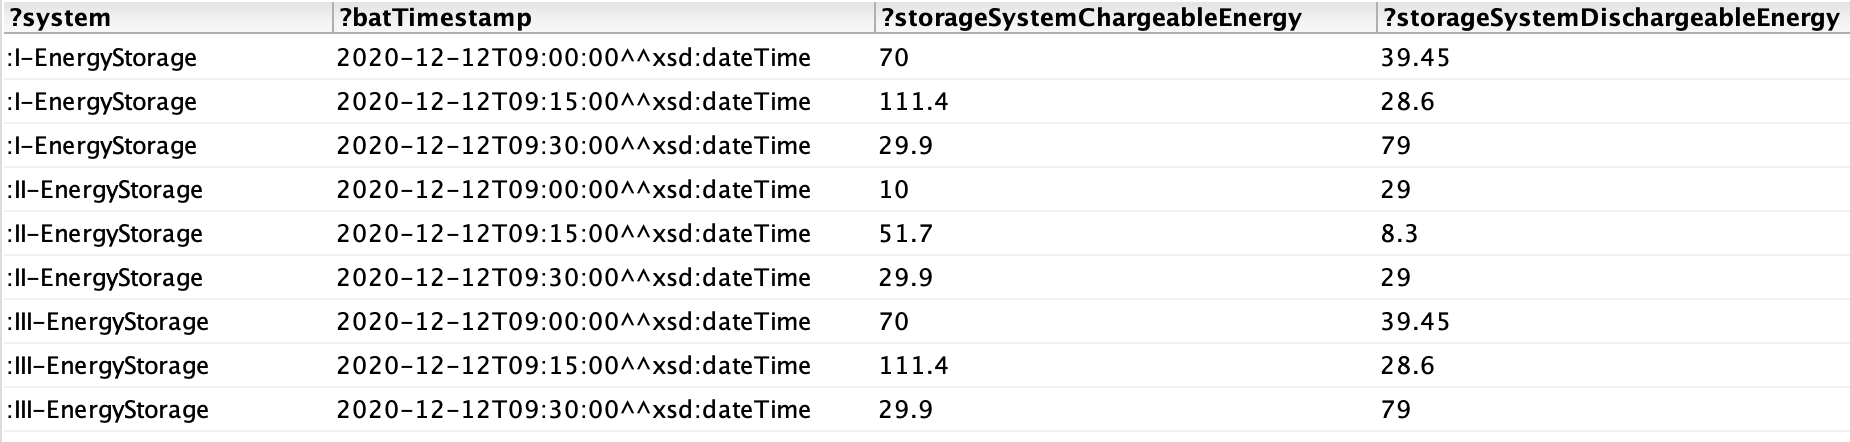 ?system ?batTimestamp ?storageSystemChargeableEnergy ?storageSystemDischargeableEnergy
:I-EnergyStorage 2020-12-12T09:00:00^^xsd:dateTime 70 39.45
:I-EnergyStorage 2020-12-12T09:15:00^^xsd:dateTime 111.4 28.6
:I-EnergyStorage 2020-12-12T09:30:00^^xsd:dateTime 29.9 79
:II-EnergyStorage 2020-12-12T09:00:00^^xsd:dateTime 10 29
:II-EnergyStorage 2020-12-12T09:15:00^^xsd:dateTime 51.7 8.3
:II-EnergyStorage 2020-12-12T09:30:00^^xsd:dateTime 29.9 29
:III-EnergyStorage 2020-12-12T09:00:00^^xsd:dateTime 70 39.45
:III-EnergyStorage 2020-12-12T09:15:00^^xsd:dateTime 111.4 28.6
:III-EnergyStorage 2020-12-12T09:30:00^^xsd:dateTime 29.9 79